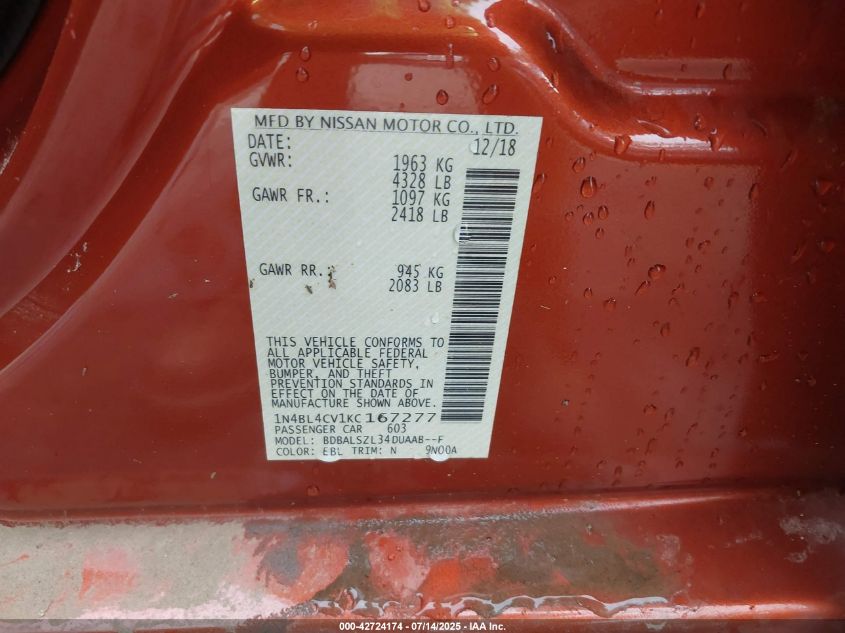 MFD BY NISSAN MOTOR CO., LTD.
DATE: 12/18
GVWR: 1963 KG
4328 LB
GAWR FR.: 1097 KG
2418 LB
GAWR RR.: 945 KG
2083 LB
THIS VEHICLE CONFORMS TO
ALL APPLICABLE FEDERAL
MOTOR VEHICLE SAFETY,
BUMPER, AND THEFT
PREVENTION STANDARDS IN
EFFECT ON THE DATE OF
MANUFACTURE SHOWN ABOVE.
1N4BL4CV1KC167277
PASSENGER CAR 603
MODEL: BDBALSZL34DUAAB--F
COLOR: EBL TRIM: N 9N00A
000-42724174 - 07/14/2025 - IAA Inc.